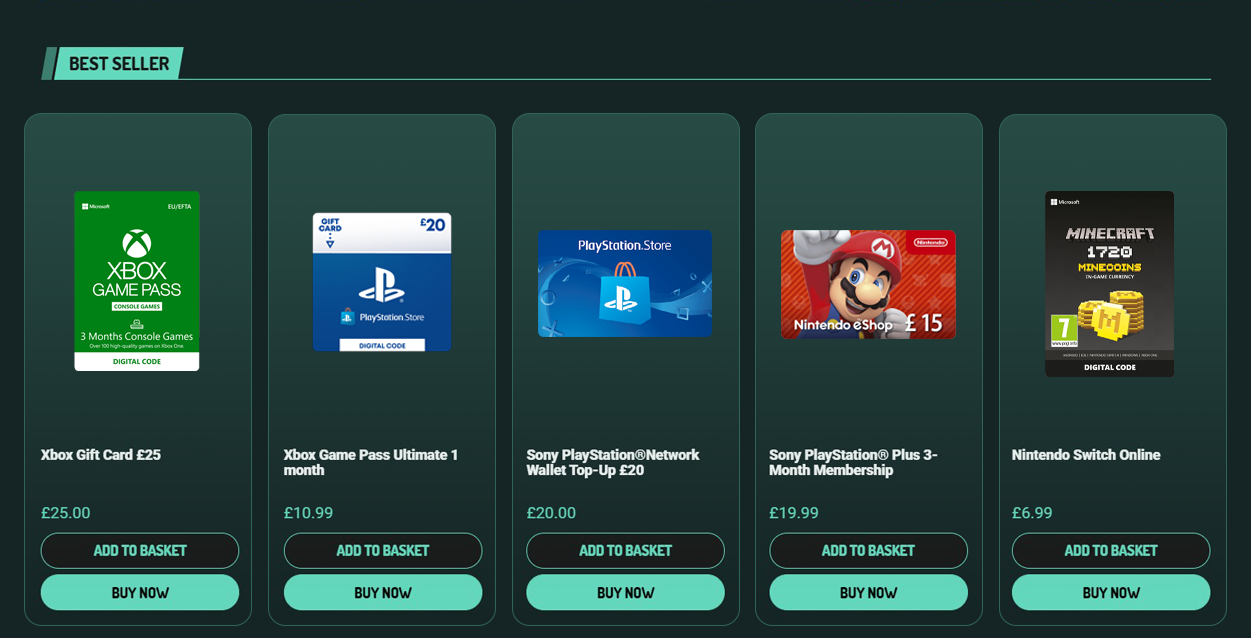 BEST SELLER
Microsoft
EU/EFTA
XBOX
GAME PASS
CONSOLE GAMES
3 Months Console Games
Over 100 high-quality games on Xbox One.
DIGITAL CODE
GIFT
CARD
£20
PlayStation.Store
DIGITAL CODE
PlayStation.Store
Nintendo
Nintendo eShop £ 15
Microsoft
MINECRAFT
1720
MINECOINS
IN-GAME CURRENCY
7
www.pegi.info
DIGITAL CODE
Xbox Gift Card £25
£25.00
ADD TO BASKET
BUY NOW
Xbox Game Pass Ultimate 1
month
£10.99
ADD TO BASKET
BUY NOW
Sony PlayStation®Network
Wallet Top-Up £20
£20.00
ADD TO BASKET
BUY NOW
Sony PlayStation® Plus 3-
Month Membership
£19.99
ADD TO BASKET
BUY NOW
Nintendo Switch Online
£6.99
ADD TO BASKET
BUY NOW